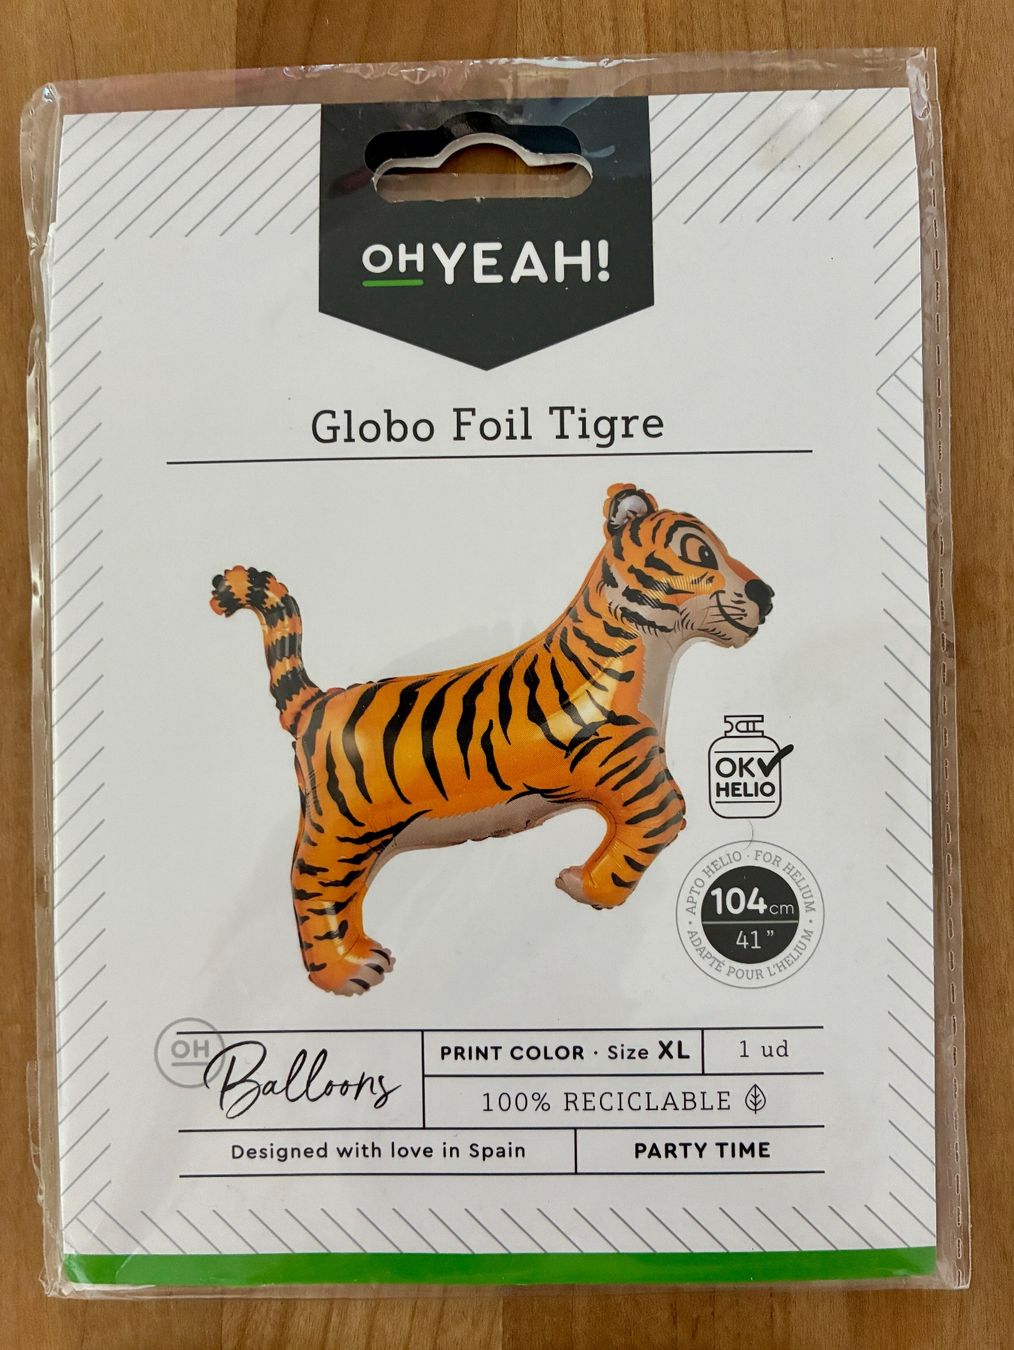 OH YEAH!
Globo Foil Tigre
OK
HELIO
APTO HELIO · FOR HELIUM · ADAPTÉ POUR L'HELIUM ·
104cm
41"
OH
Balloons
PRINT COLOR · Size XL
1 ud
100% RECICLABLE
Designed with love in Spain
PARTY TIME